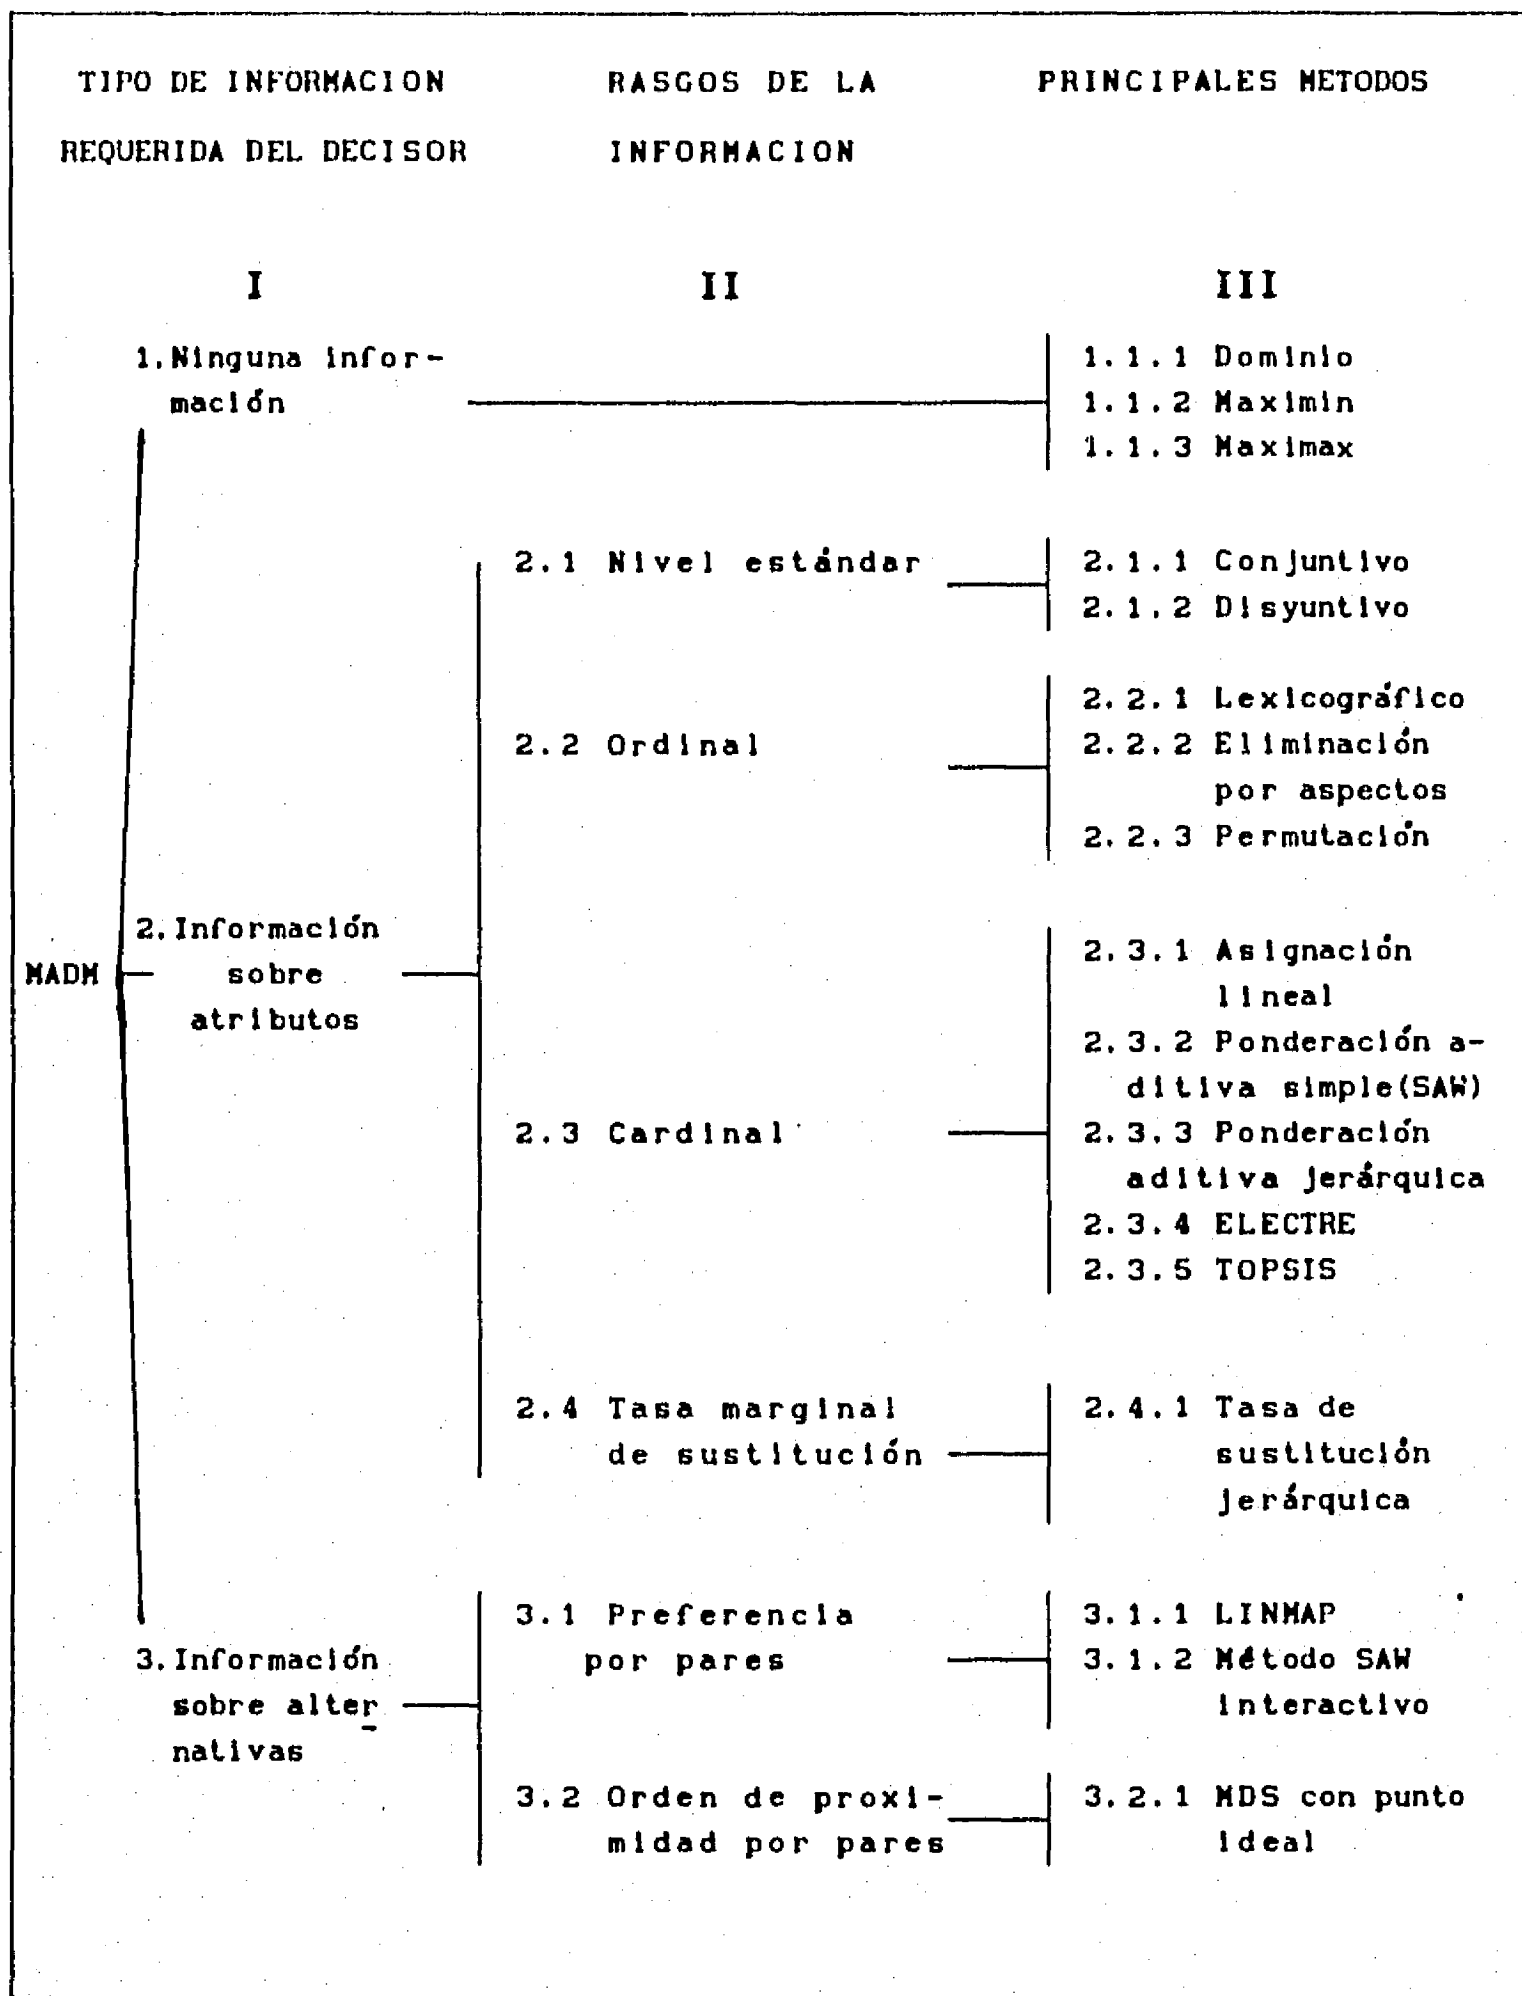 TIPO DE INFORMACION
REQUERIDA DEL DECISOR
RASGOS DE LA
INFORMACION
PRINCIPALES METODOS
I
II
III
1.Ninguna infor-
mación
1.1.1 Dominio
1.1.2 Maximin
1.1.3 Maximax
MADM
2.Información
sobre
atributos
2.1 Nivel estándar
2.1.1 Conjuntivo
2.1.2 Disyuntivo
2.2 Ordinal
2.2.1 Lexicográfico
2.2.2 Eliminación
por aspectos
2.2.3 Permutación
2.3 Cardinal
2.3.1 Asignación
lineal
2.3.2 Ponderación a-
ditiva simple(SAW)
2.3.3 Ponderación
aditiva jerárquica
2.3.4 ELECTRE
2.3.5 TOPSIS
2.4 Tasa marginal
de sustitución
2.4.1 Tasa de
sustitución
jerárquica
3.Información
sobre alter
nativas
3.1 Preferencia
por pares
3.1.1 LINMAP
3.1.2 Método SAW
interactivo
3.2 Orden de proxi-
midad por pares
3.2.1 MDS con punto
ideal